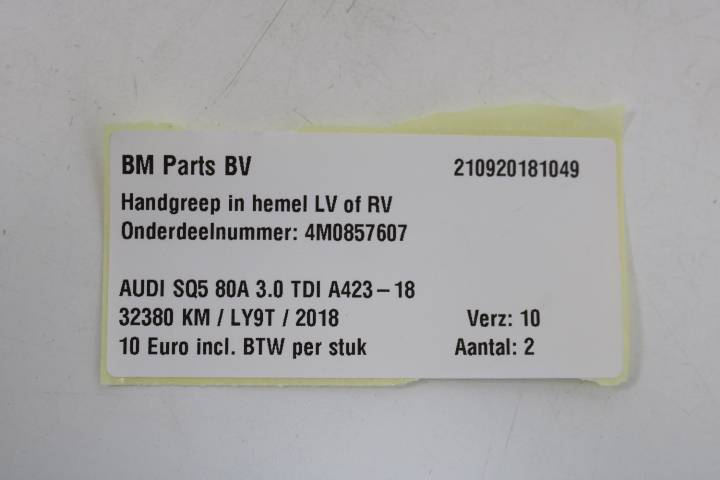 BM Parts BV 210920181049
Handgreep in hemel LV of RV
Onderdeelnummer: 4M0857607
AUDI SQ5 80A 3.0 TDI A423-18
32380 KM / LY9T / 2018 Verz: 10
10 Euro incl. BTW per stuk Aantal: 2